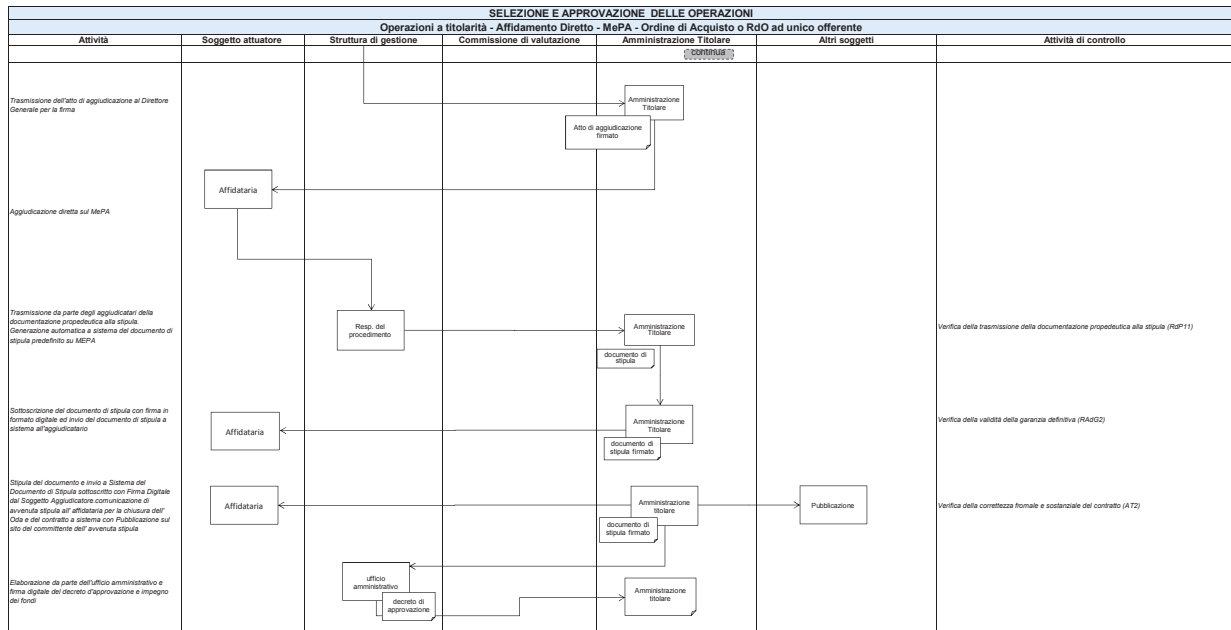 SELEZIONE E APPROVAZIONE DELLE OPERAZIONI
Operazioni a titolarità - Affidamento Diretto - MePA - Ordine di Acquisto o RdO ad unico offerente
Attività
Soggetto attuatore
Struttura di gestione
Commissione di valutazione
Amministrazione Titolare
Altri soggetti
Attività di controllo
continua
Trasmissione dell'atto di aggiudicazione al Direttore
Generale per la firma
Amministrazione
Titolare
Atto di aggiudicazione
firmato
Affidataria
Aggiudicazione diretta sul MePA
Trasmissione da parte degli aggiudicatari della
documentazione propedeutica alla stipula.
Generazione automatica a sistema del documento di
stipula predefinito su MEPA
Resp. del
procedimento
Amministrazione
Titolare
documento di
stipula
Verifica della trasmissione della documentazione propedeutica alla stipula (RdP11)
Sottoscrizione del documento di stipula con firma in
formato digitale ed invio del documento di stipula a
sistema all'aggiudicatario
Affidataria
Amministrazione
Titolare
documento di
stipula firmato
Verifica della validità della garanzia definitiva (RAdG2)
Stipula del documento e invio a Sistema del
Documento di Stipula sottoscritto con Firma Digitale
dal Soggetto Aggiudicatore.comunicazione di
avvenuta stipula all' affidataria per la chiusura dell'
Oda e del contratto a sistema con Pubblicazione sul
sito del committente dell' avvenuta stipula
Affidataria
Amministrazione
titolare
documento di
stipula firmato
Pubblicazione
Verifica della correttezza fromale e sostanziale del contratto (AT2)
Elaborazione da parte dell'ufficio amministrativo e
firma digitale del decreto d'approvazione e impegno
dei fondi
ufficio
amministrativo
decreto di
approvazione
Amministrazione
titolare